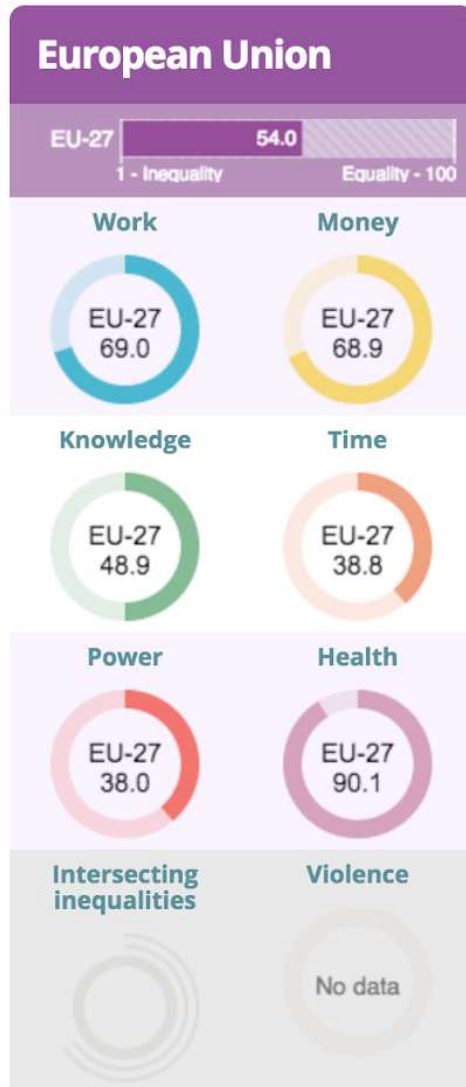 European Union
EU-27
54.0
1 - Inequality
Equality - 100
Work
Money
EU-27
69.0
EU-27
68.9
Knowledge
Time
EU-27
48.9
EU-27
38.8
Power
Health
EU-27
38.0
EU-27
90.1
Intersecting
inequalities
Violence
No data